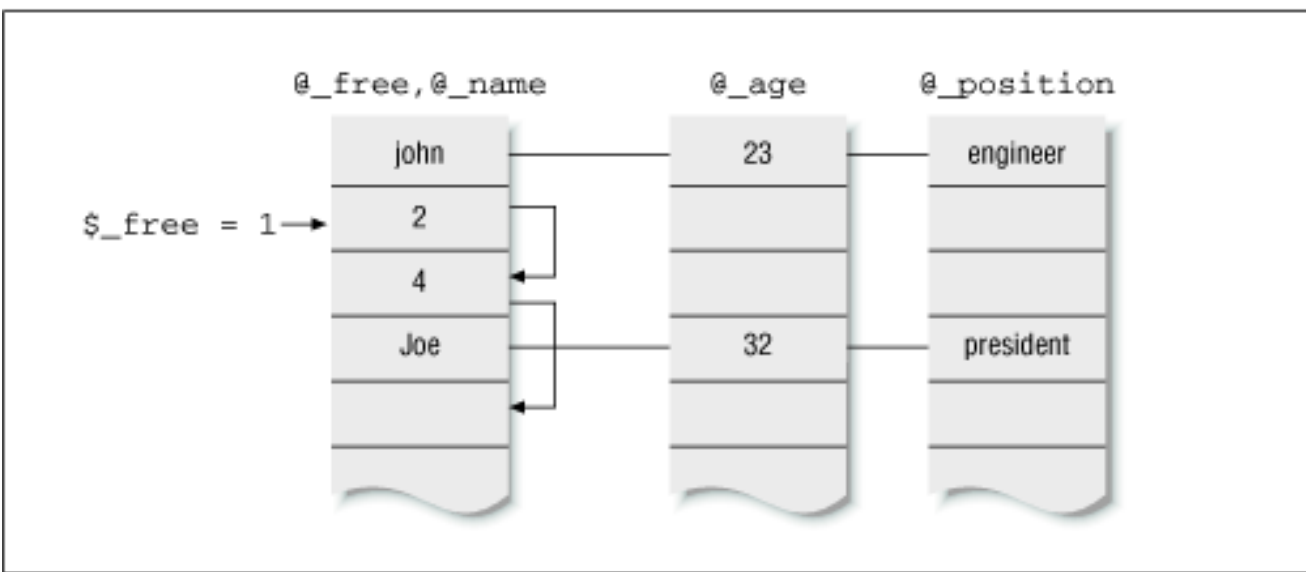 @_free,@_name @_age @_position
john 23 engineer
$_free = 1 2
4
Joe 32 president